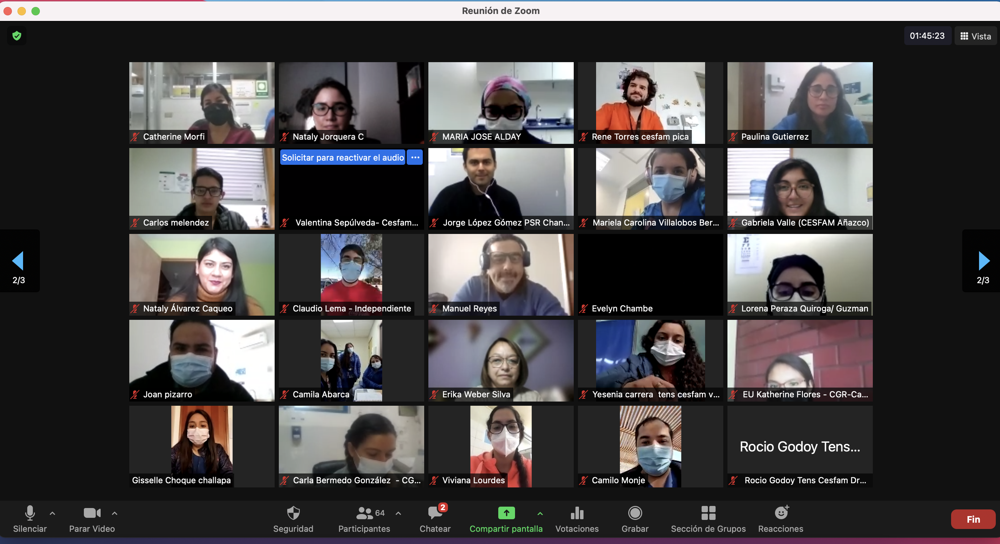 Reunión de Zoom
01:45:23
Vista
Catherine Morfi
Nataly Jorquera C
MARIA JOSE ALDAY
Rene Torres cesfam pica
Paulina Gutierrez
Solicitar para reactivar el audio
Carlos melendez
Valentina Sepúlveda- Cesfam...
Jorge López Gómez PSR Chan...
Mariela Carolina Villalobos Ber...
Gabriela Valle (CESFAM Añazco)
Nataly Álvarez Caqueo
Claudio Lema - Independiente
Manuel Reyes
Evelyn Chambe
Lorena Peraza Quiroga/ Guzman
2/3
2/3
Joan pizarro
Camila Abarca
Erika Weber Silva
Yesenia carrera tens cesfam v...
EU Katherine Flores - CGR-Ca...
Rocio Godoy Tens...
Gisselle Choque challapa
Carla Bermedo González - CG...
Viviana Lourdes
Camilo Monje
Rocio Godoy Tens Cesfam Dr...
Silenciar
Parar Video
Seguridad
64
Participantes
2
Chatear
Compartir pantalla
Votaciones
Grabar
Sección de Grupos
Reacciones
Fin